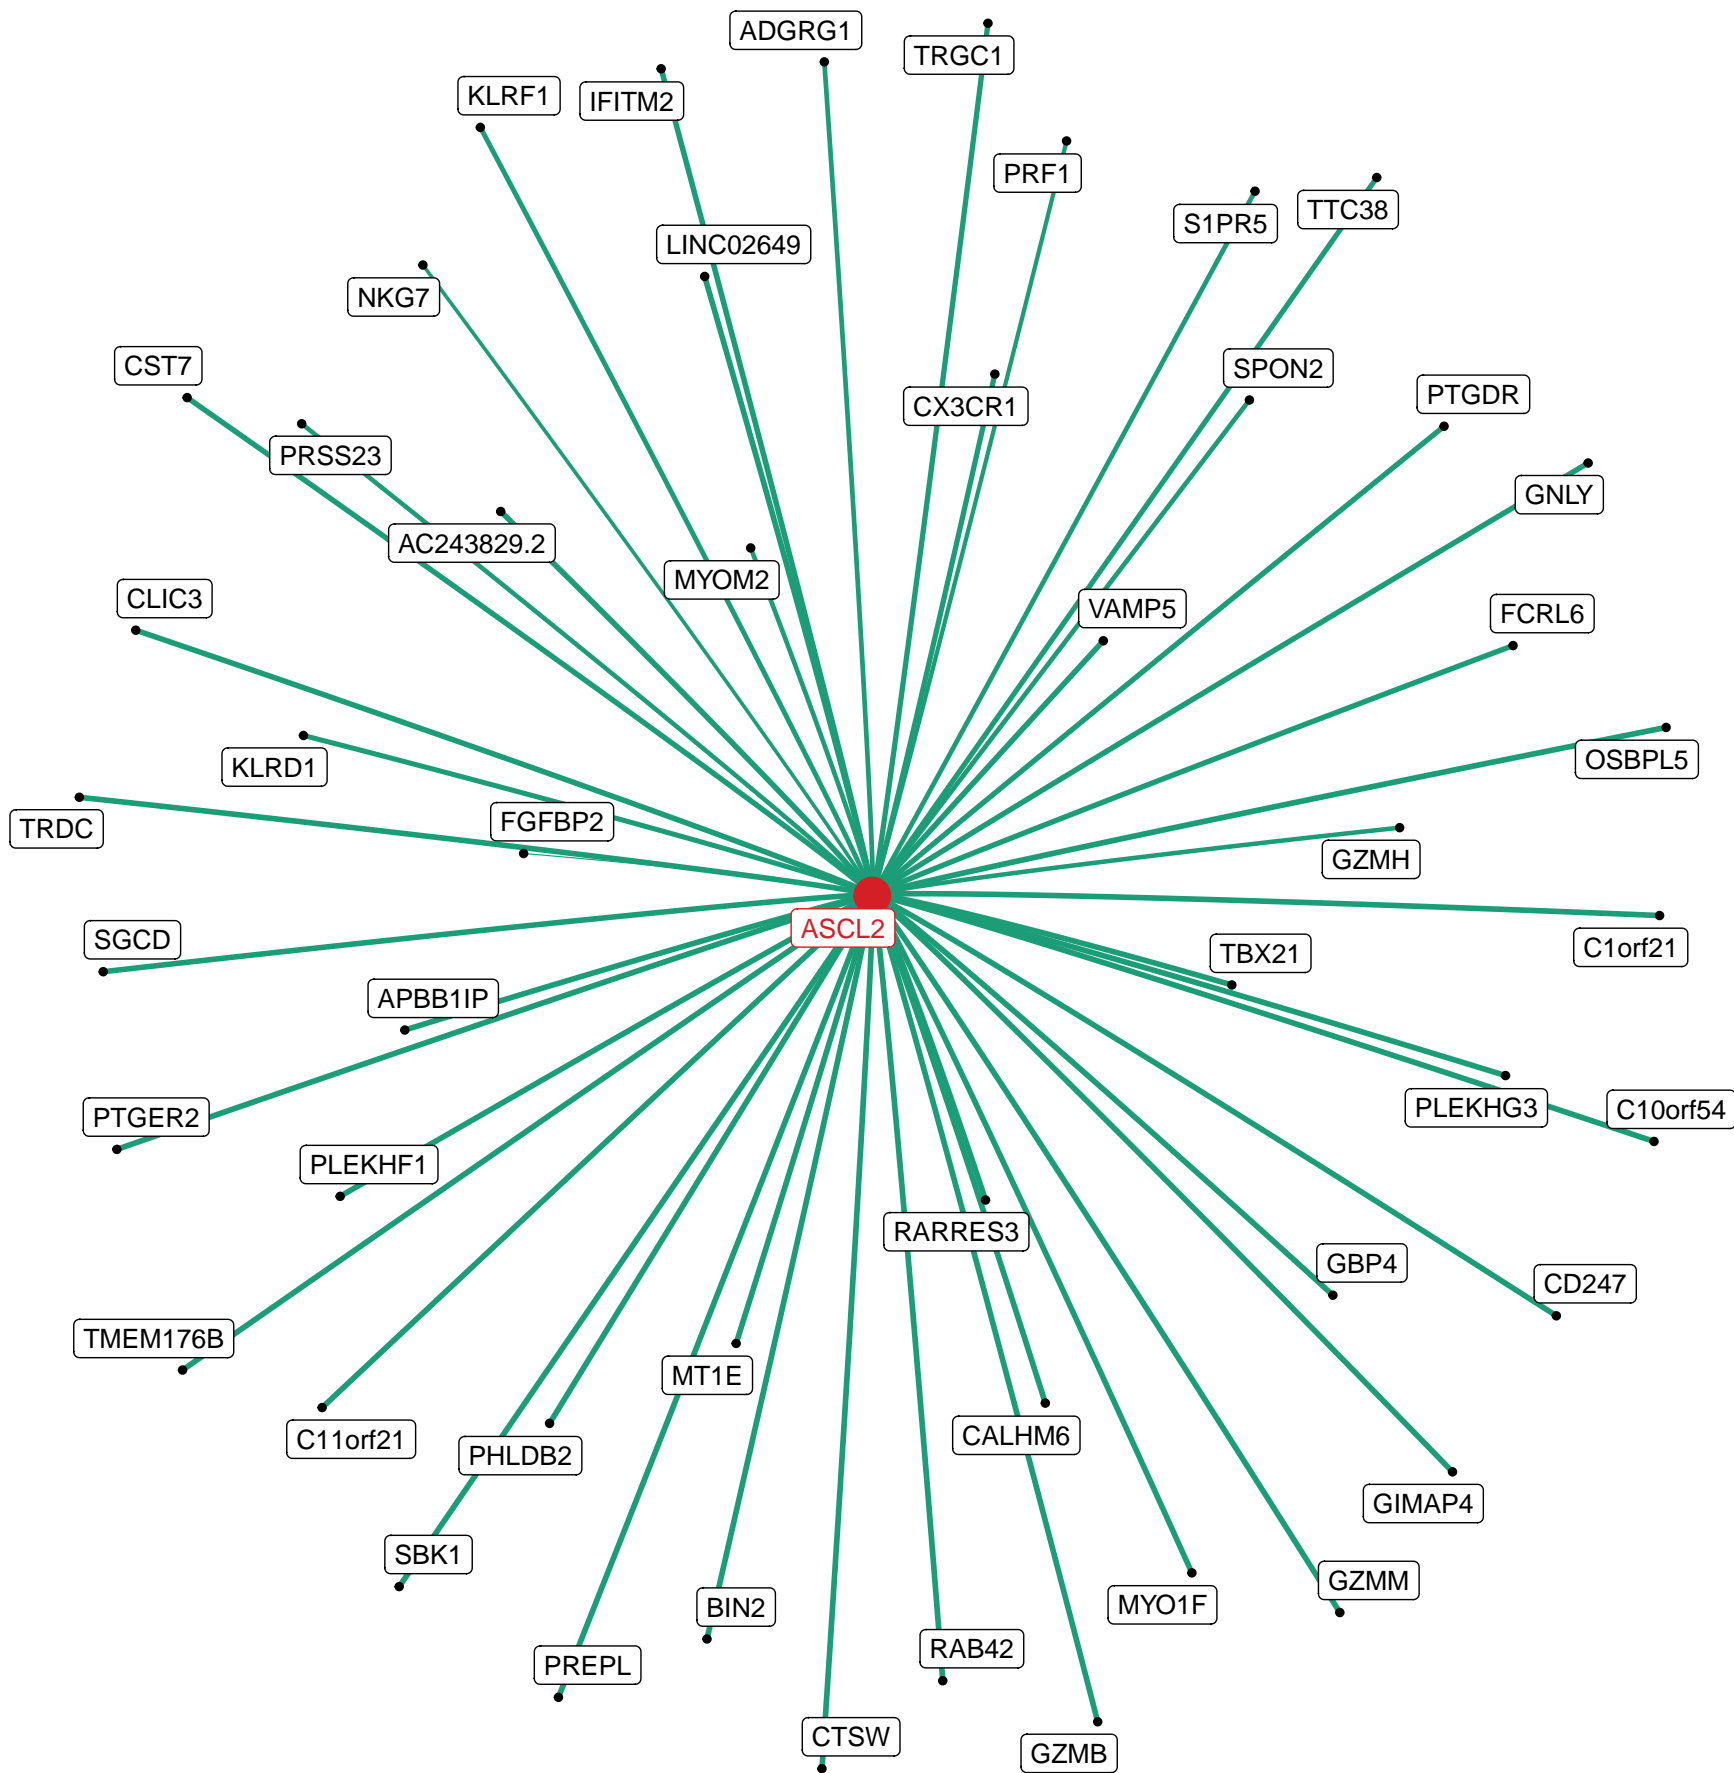 ADGRG1
TRGC1
KLRF1
IFITM2
PRF1
TTC38
S1PR5
LINC02649
NKG7
CST7
SPON2
PTGDR
CX3CR1
PRSS23
GNLY
AC243829.2
MYOM2
CLIC3
VAMP5
FCRL6
OSBPL5
KLRD1
FGFBP2
TRDC
GZMH
ASCL2
SGCD
C1orf21
TBX21
APBB1IP
PLEKHG3
C10orf54
PTGER2
PLEKHF1
RARRES3
GBP4
CD247
TMEM176B
MT1E
CALHM6
C11orf21
PHLDB2
GIMAP4
SBK1
GZMM
MYO1F
BIN2
RAB42
PREPL
CTSW
GZMB